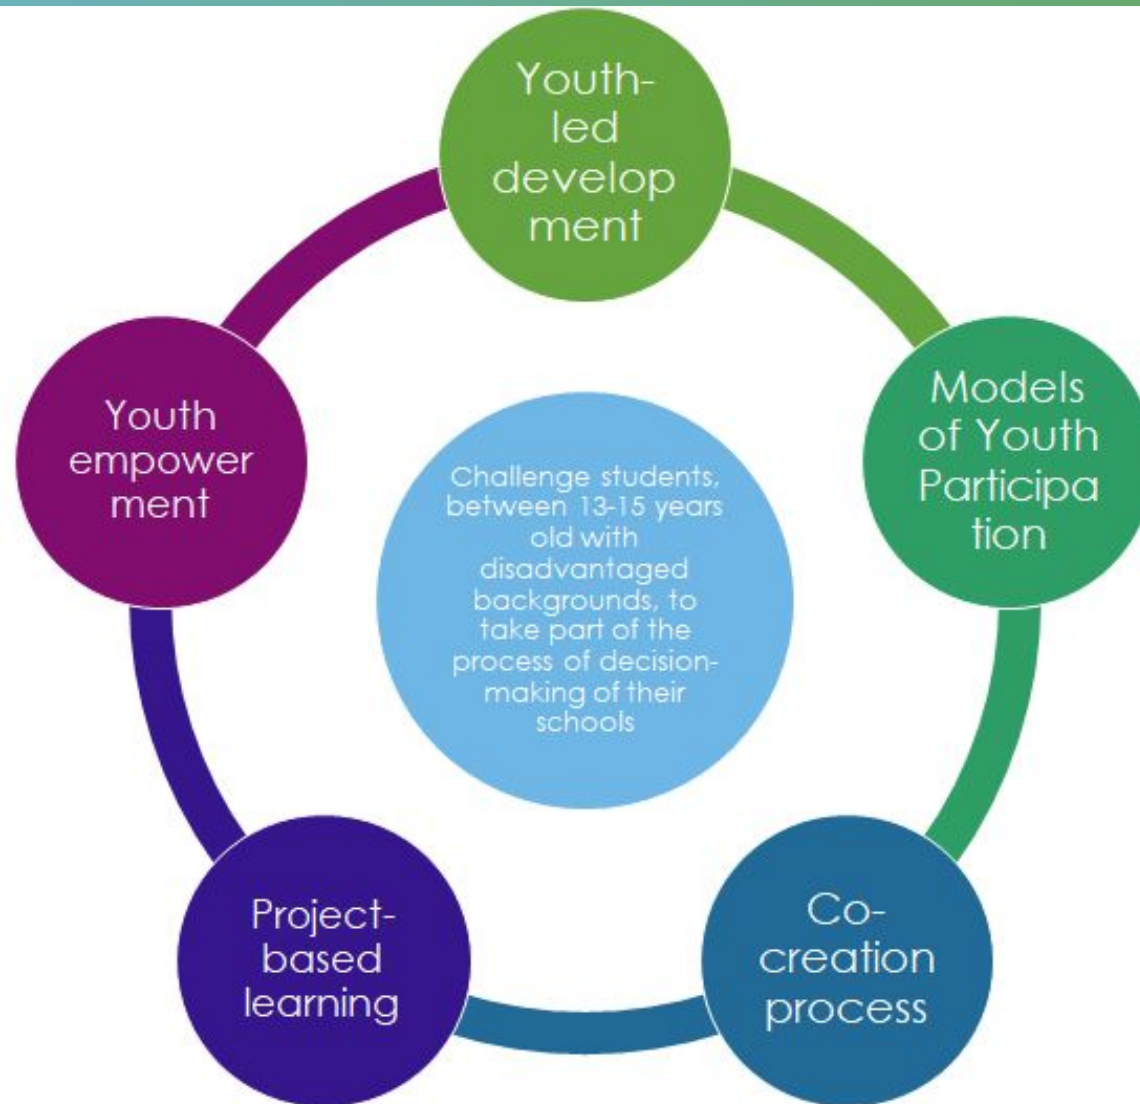 Youth-
led
develop
ment
Models
of Youth
Participa
tion
Co-
creation
process
Project-
based
learning
Youth
empower
ment
Challenge students,
between 13-15 years
old with
disadvantaged
backgrounds, to
take part of the
process of decision-
making of their
schools